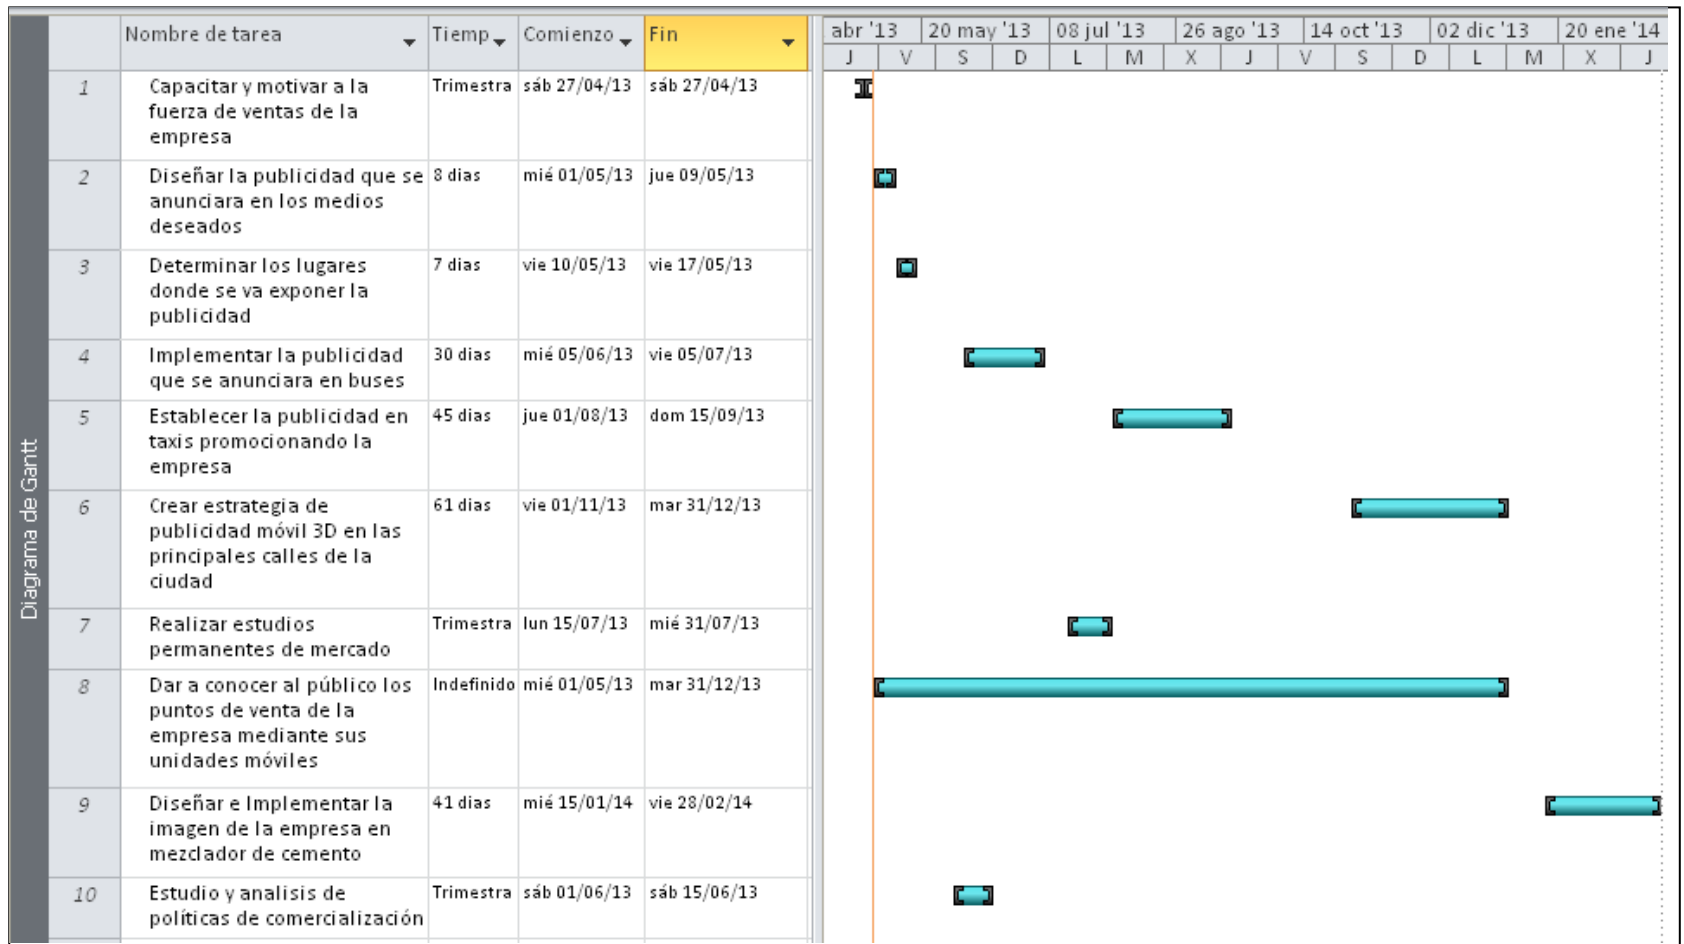 Nombre de tarea Tiemp Comienzo Fin
abr '13 20 may '13 08 jul '13 26 ago '13 14 oct '13 02 dic '13 20 ene '14
J V S D L M X J V S D L M X J
Diagrama de Gantt
1 Capacitar y motivar a la Trimestra sáb 27/04/13 sáb 27/04/13
fuerza de ventas de la
empresa
2 Diseñar la publicidad que se 8 dias mié 01/05/13 jue 09/05/13
anunciara en los medios
deseados
3 Determinar los lugares 7 dias vie 10/05/13 vie 17/05/13
donde se va exponer la
publicidad
4 Implementar la publicidad 30 dias mié 05/06/13 vie 05/07/13
que se anunciara en buses
5 Establecer la publicidad en 45 dias jue 01/08/13 dom 15/09/13
taxis promocionando la
empresa
6 Crear estrategia de 61 dias vie 01/11/13 mar 31/12/13
publicidad móvil 3D en las
principales calles de la
ciudad
7 Realizar estudios Trimestra lun 15/07/13 mié 31/07/13
permanentes de mercado
8 Dar a conocer al público los Indefinido mié 01/05/13 mar 31/12/13
puntos de venta de la
empresa mediante sus
unidades móviles
9 Diseñar e Implementar la 41 dias mié 15/01/14 vie 28/02/14
imagen de la empresa en
mezclador de cemento
10 Estudio y analisis de Trimestra sáb 01/06/13 sáb 15/06/13
políticas de comercialización